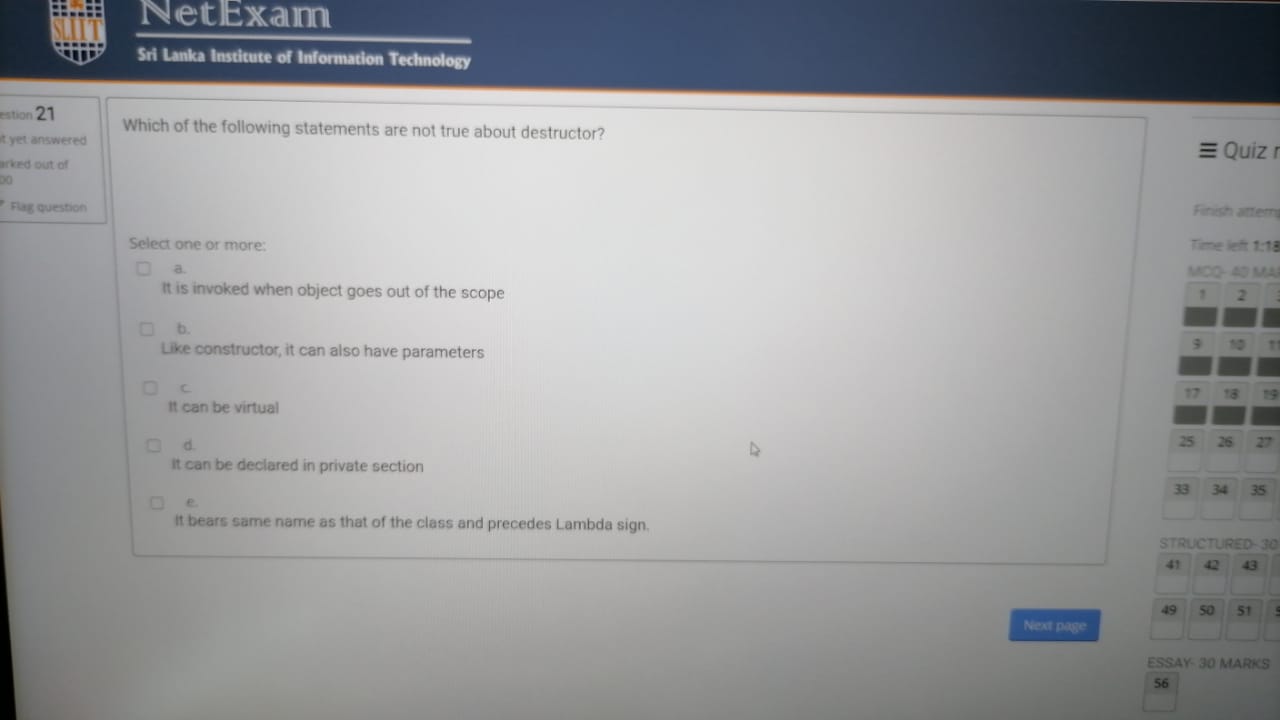 SLIIT
NetExam
Sri Lanka Institute of Information Technology
estion 21
t yet answered
arked out of
00
Flag question
Which of the following statements are not true about destructor?
Select one or more:
a.
It is invoked when object goes out of the scope
b.
Like constructor, it can also have parameters
c.
It can be virtual
d.
It can be declared in private section
e.
It bears same name as that of the class and precedes Lambda sign.
Next page
Quiz n
Finish attem
Time left 1:18
MCQ- 40 MA
1 2
9 10 11
17 18 19
25 26 27
33 34 35
STRUCTURED- 30
41 42 43
49 50 51 5
ESSAY- 30 MARKS
56